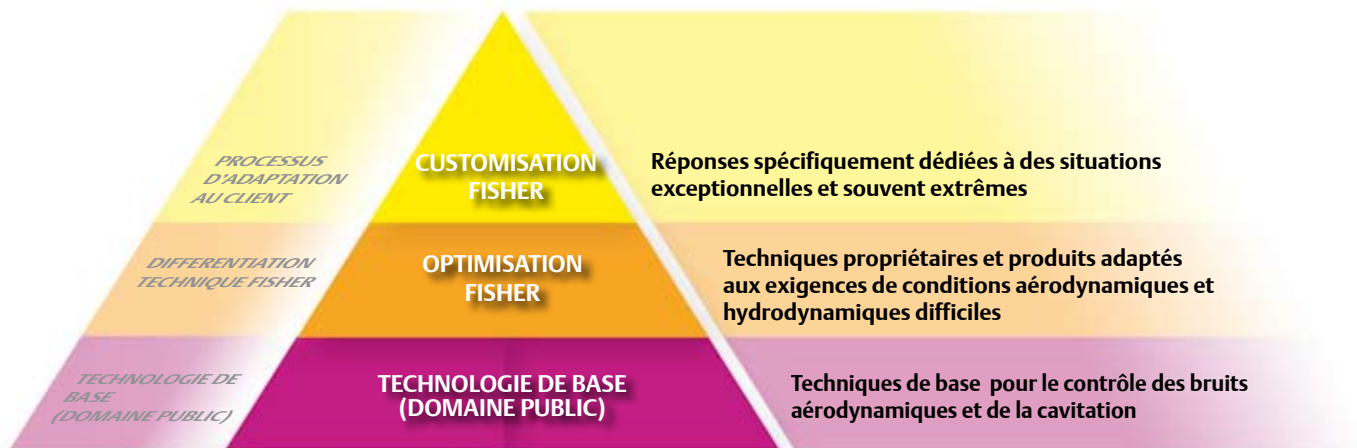 PROCESSUS
D'ADAPTATION
AU CLIENT
CUSTOMISATION
FISHER
Réponses spécifiquement dédiées à des situations
exceptionnelles et souvent extrêmes
DIFFERENTIATION
TECHNIQUE FISHER
OPTIMISATION
FISHER
Techniques propriétaires et produits adaptés
aux exigences de conditions aérodynamiques et
hydrodynamiques difficiles
TECHNOLOGIE DE
BASE
(DOMAINE PUBLIC)
TECHNOLOGIE DE BASE
(DOMAINE PUBLIC)
Techniques de base pour le contrôle des bruits
aérodynamiques et de la cavitation